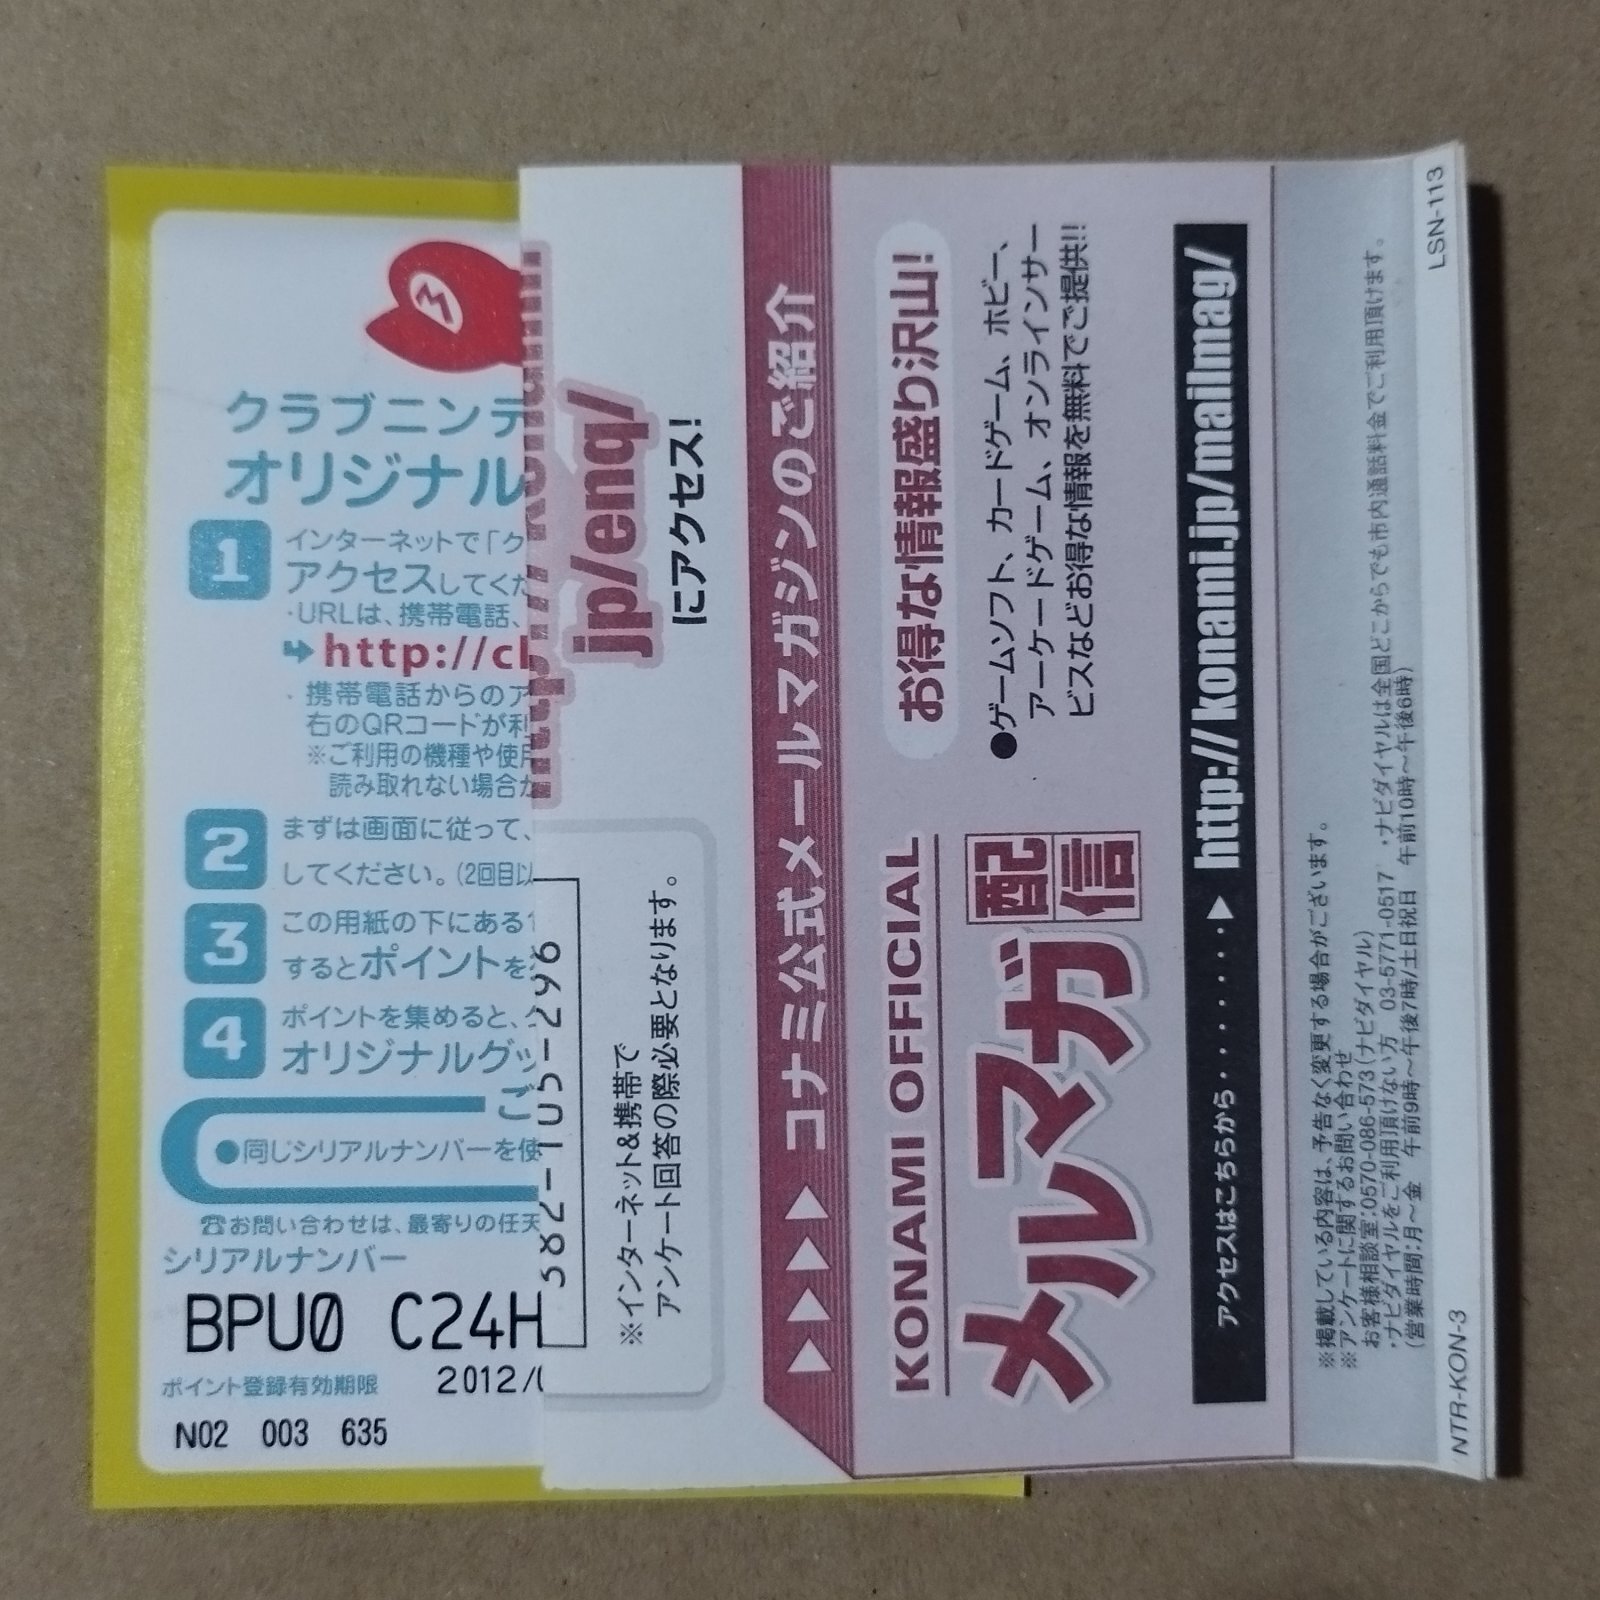 クラブニンテ
オリジナル
1
インターネットで「ク
アクセスしてくだ
・URLは、携帯電話、
http://cl
・携帯電話からのア
右のQRコードが利
※ご利用の機種や使用
読み取れない場合が
2
まずは画面に従って、
してください。(2回目以
3
この用紙の下にある1
するとポイントを
4
ポイントを集めると、
オリジナルグッ
ご
●同じシリアルナンバーを使
☎お問い合わせは、最寄りの任天
シリアルナンバー
BPU0 C24H
ポイント登録有効期限
2012/
N02 003 635
http://konami.
jp/enq/
にアクセス!
582-105-296
※インターネット&携帯で
アンケート回答の際必要となります。
コナミ公式メールマガジンのご紹介
KONAMI OFFICIAL
メルマガ
配信
お得な情報盛り沢山!
●ゲームソフト、カードゲーム、ホビー、
アーケードゲーム、オンラインサー
ビスなどお得な情報を無料でご提供!!
アクセスはこちらから・・・・・・・・▶http://konami.jp/mailmag/
※掲載している内容は、予告なく変更する場合がございます。
※アンケートに関するお問い合わせ
お客様相談室:0570-086-573(ナビダイヤル)
・ナビダイヤルをご利用頂けない方 03-5771-0517 ・ナビダイヤルは全国どこからでも市内通話料金でご利用頂けます。
(営業時間:月～金 午前9時～午後7時/土日祝日 午前10時～午後6時)
NTR-KON-3
LSN-113